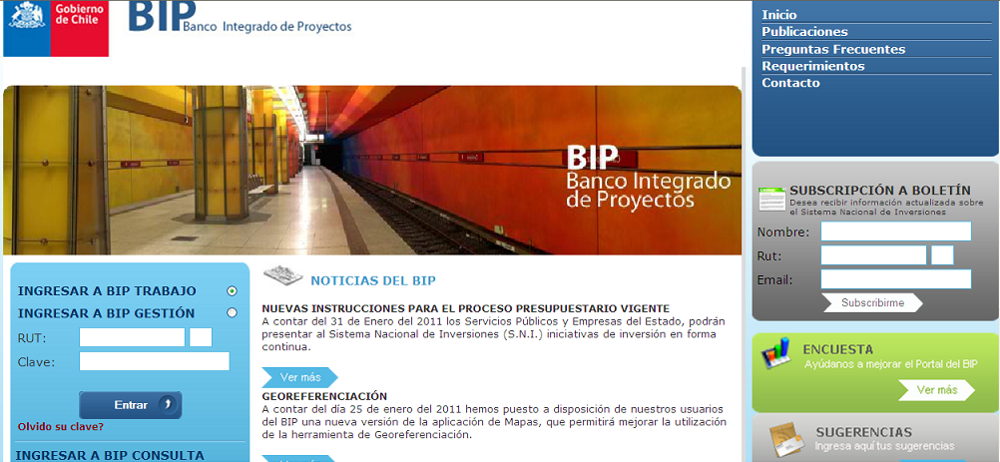 Gobierno
de Chile
BIP Banco Integrado de Proyectos
Inicio
Publicaciones
Preguntas Frecuentes
Requerimientos
Contacto
BIP
Banco Integrado
de Proyectos
SUBSCRIPCIÓN A BOLETÍN
Desea recibir información actualizada sobre
el Sistema Nacional de Inversiones
Nombre:
Rut:
Email:
Subscribirme
INGRESAR A BIP TRABAJO
INGRESAR A BIP GESTIÓN
RUT:
Clave:
Entrar
Olvido su clave?
INGRESAR A BIP CONSULTA
NOTICIAS DEL BIP
NUEVAS INSTRUCCIONES PARA EL PROCESO PRESUPUESTARIO VIGENTE
A contar del 31 de Enero del 2011 los Servicios Públicos y Empresas del Estado, podrán
presentar al Sistema Nacional de Inversiones (S.N.I.) iniciativas de inversión en forma
continua.
Ver más
GEOREFERENCIACIÓN
A contar del día 25 de enero del 2011 hemos puesto a disposición de nuestros usuarios
del BIP una nueva versión de la aplicación de Mapas, que permitirá mejorar la utilización
de la herramienta de Georeferenciación.
ENCUESTA
Ayúdanos a mejorar el Portal del BIP
Ver más
SUGERENCIAS
Ingresa aquí tus sugerencias